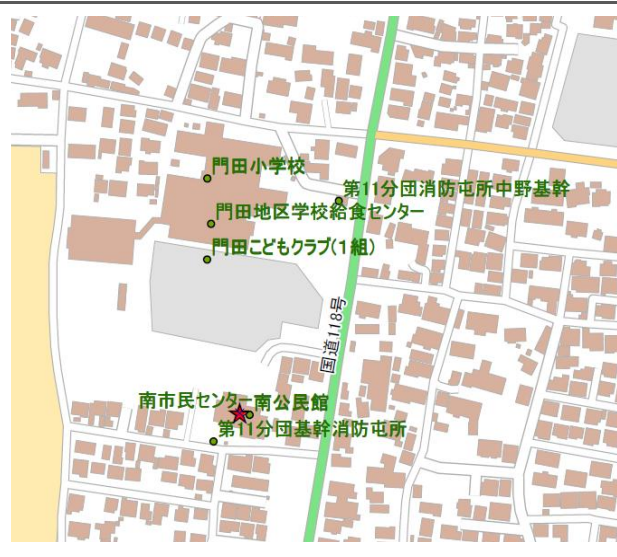 門田小学校
第11分団消防屯所中野基幹
門田地区学校給食センター
門田こどもクラブ(1組)
国道118号
南市民センター南公民館
第11分団基幹消防屯所